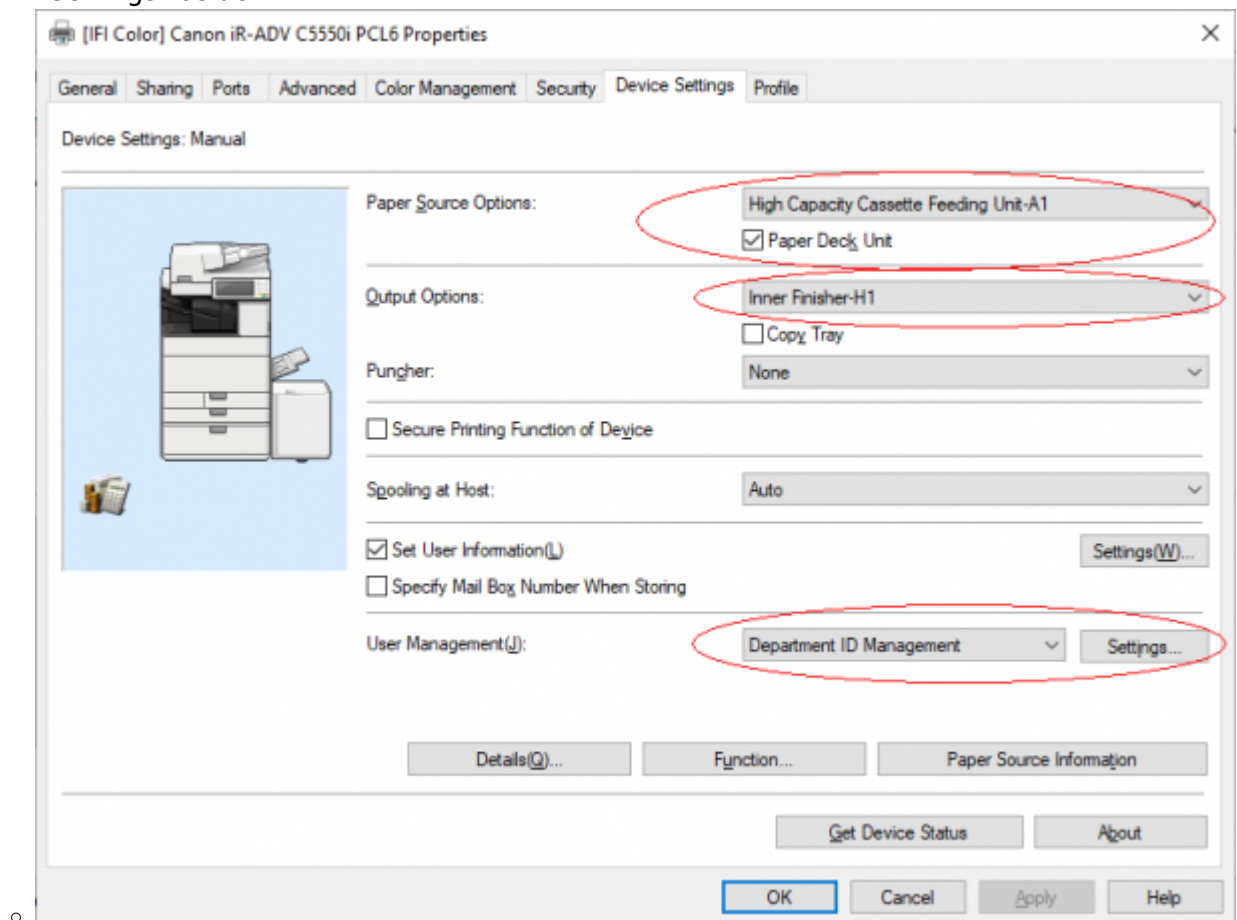 [IFI Color] Canon iR-ADV C5550i PCL6 Properties
General Sharing Ports Advanced Color Management Security Device Settings Profile
Device Settings: Manual
Paper Source Options: High Capacity Cassette Feeding Unit-A1
Paper Deck Unit
Output Options: Inner Finisher-H1
Copy Tray
Puncher: None
Secure Printing Function of Device
Spooling at Host: Auto
Set User Information(L) Settings(W)...
Specify Mail Box Number When Storing
User Management(J): Department ID Management Settings...
Details(Q)... Function... Paper Source Information
Get Device Status About
OK Cancel Apply Help